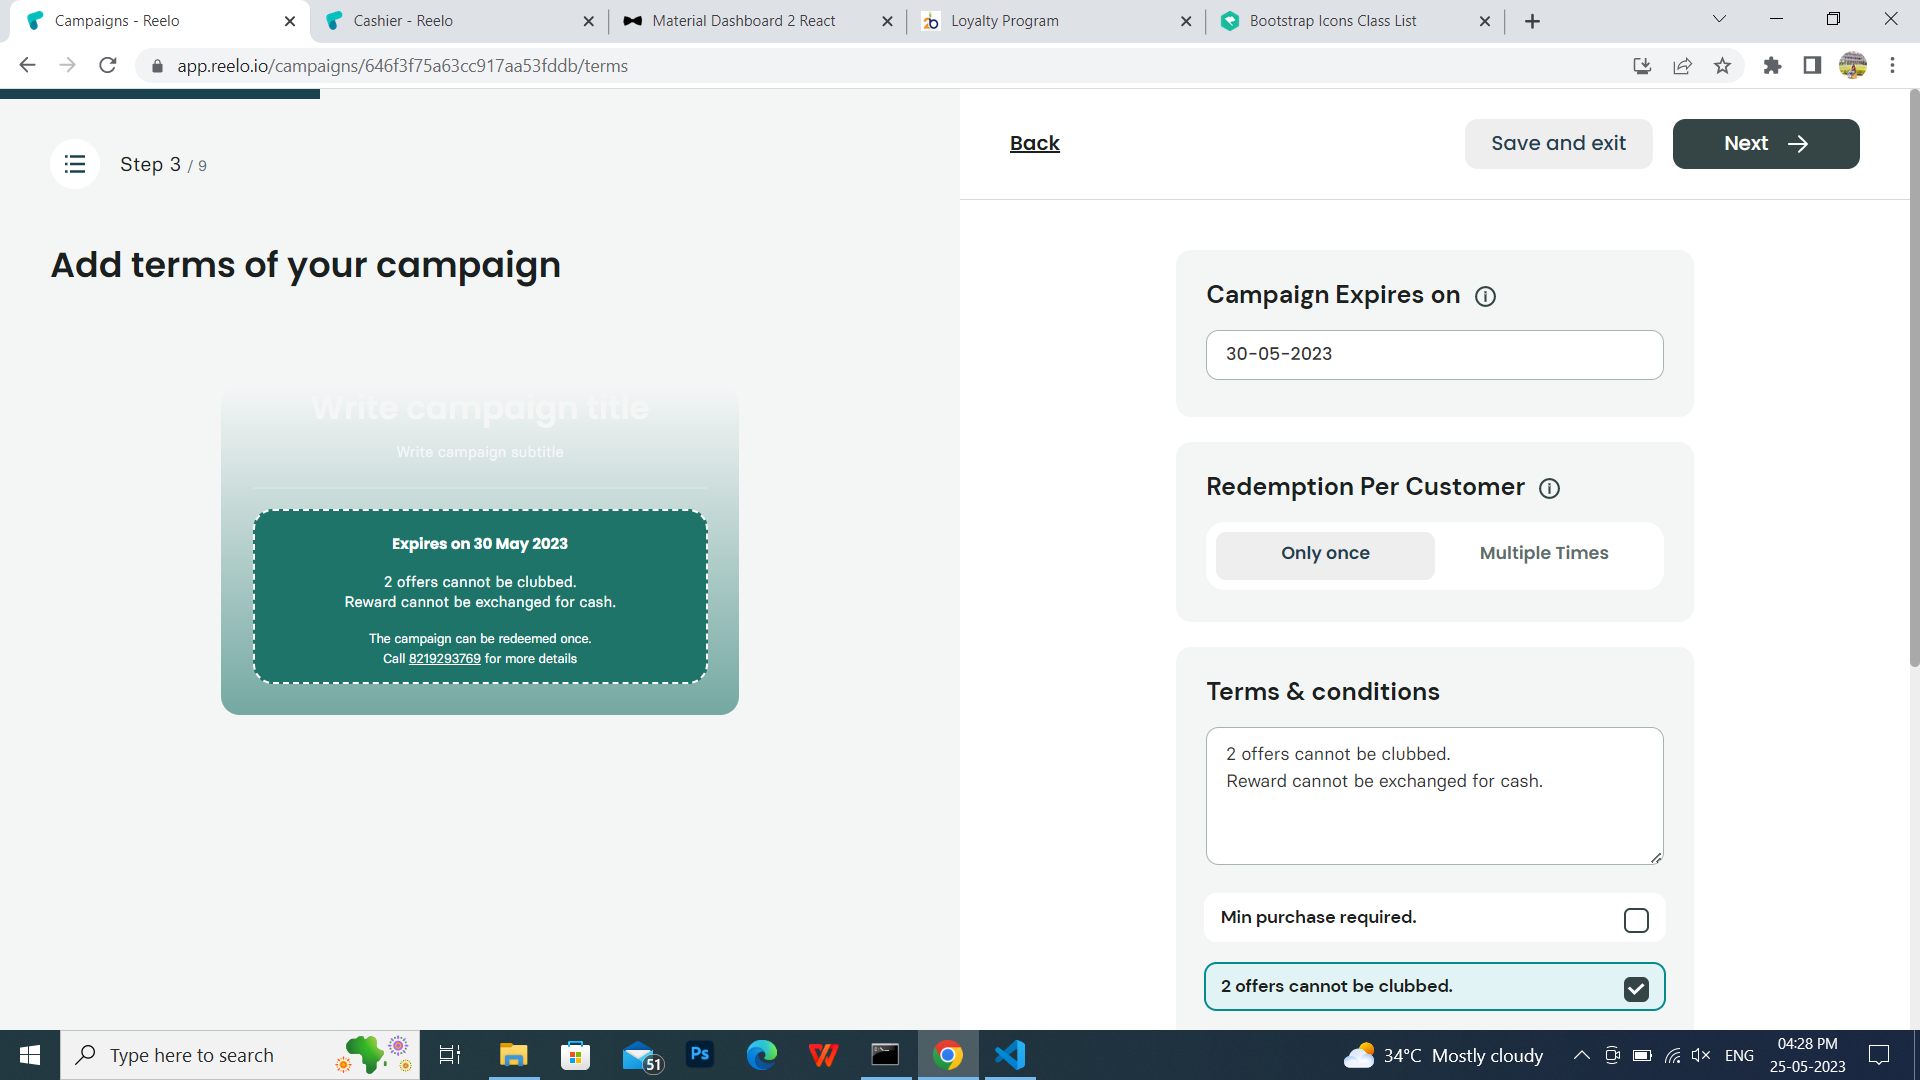 Campaigns - Reelo
Cashier - Reelo
Material Dashboard 2 React
Loyalty Program
Bootstrap Icons Class List
app.reelo.io/campaigns/646f3f75a63cc917aa53fddb/terms
Step 3 / 9
Back
Save and exit
Next
Add terms of your campaign
Write campaign title
Write campaign subtitle
Expires on 30 May 2023
2 offers cannot be clubbed.
Reward cannot be exchanged for cash.
The campaign can be redeemed once.
Call 8219293769 for more details
Campaign Expires on
30-05-2023
Redemption Per Customer
Only once
Multiple Times
Terms & conditions
2 offers cannot be clubbed.
Reward cannot be exchanged for cash.
Min purchase required.
2 offers cannot be clubbed.
Type here to search
51
Ps
34°C Mostly cloudy
ENG
04:28 PM
25-05-2023